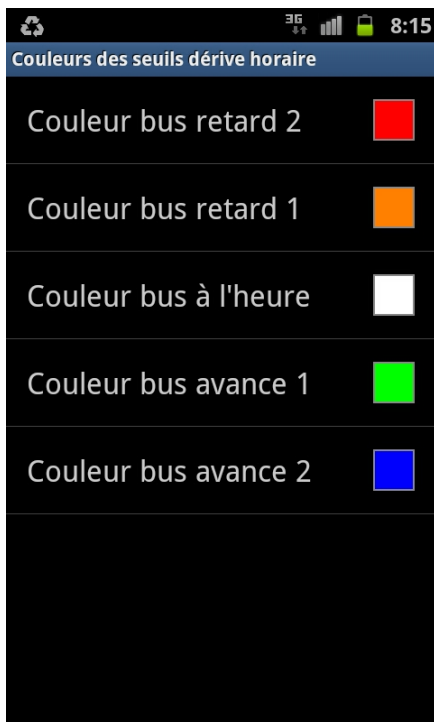 3G 8:15
Couleurs des seuils dérive horaire
Couleur bus retard 2
Couleur bus retard 1
Couleur bus à l'heure
Couleur bus avance 1
Couleur bus avance 2